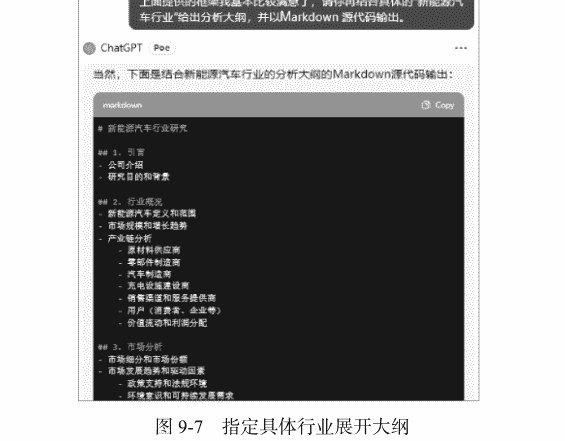 上面提供的框架我基本比较满意了，请你再结合具体的“新能源汽
车行业”给出分析大纲，并以Markdown 源代码输出。
ChatGPT Poe
当然，下面是结合新能源汽车行业的分析大纲的Markdown源代码输出：
markdown Copy
# 新能源汽车行业研究
## 1. 引言
- 公司介绍
- 研究目的和背景
## 2. 行业概况
- 新能源汽车定义和范围
- 市场规模和增长趋势
- 产业链分析
- 原材料供应商
- 零部件制造商
- 汽车制造商
- 充电设施建设商
- 销售渠道和服务提供商
- 用户（消费者、企业等）
- 价值流动和利润分配
## 3. 市场分析
- 市场细分和市场份额
- 市场发展趋势和驱动因素
- 政策支持和法规环境
- 环境意识和可持续发展需求
图 9-7 指定具体行业展开大纲